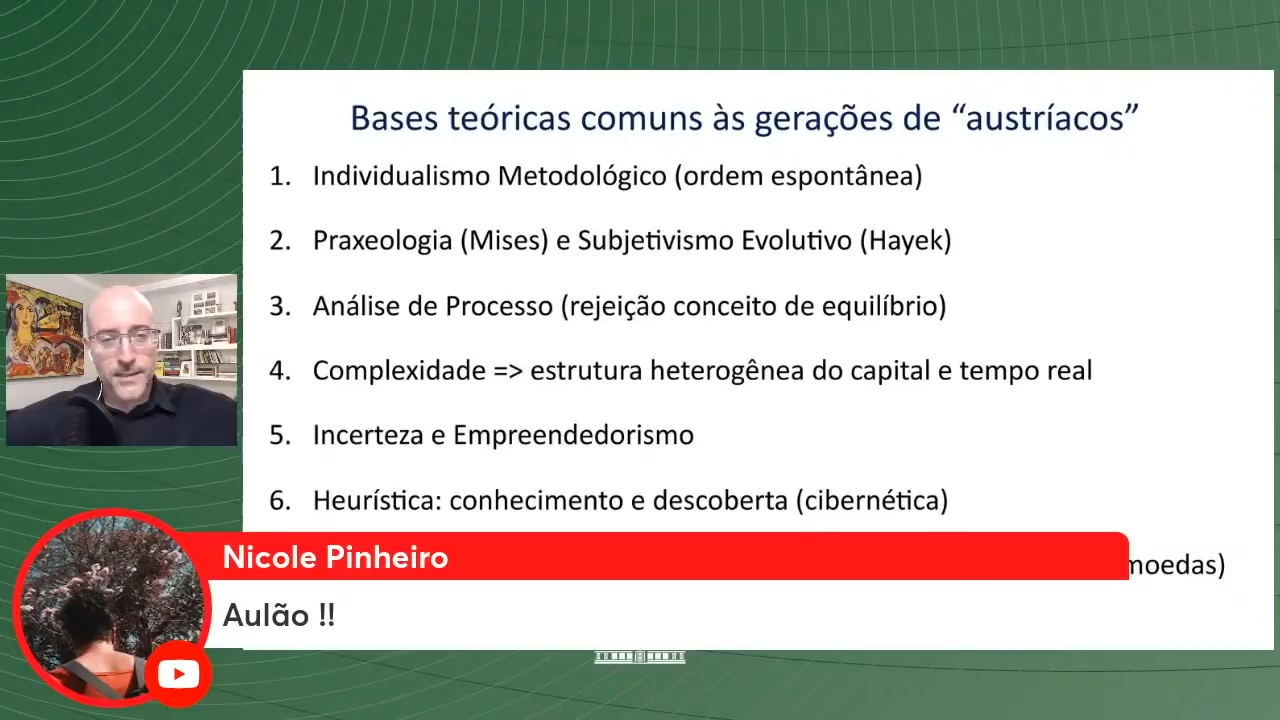 Bases teóricas comuns às gerações de “austríacos”
1. Individualismo Metodológico (ordem espontânea)
2. Praxeologia (Mises) e Subjetivismo Evolutivo (Hayek)
3. Análise de Processo (rejeição conceito de equilíbrio)
4. Complexidade => estrutura heterogênea do capital e tempo real
5. Incerteza e Empreendedorismo
6. Heurística: conhecimento e descoberta (cibernética)
moedas)
Nicole Pinheiro
Aulão !!